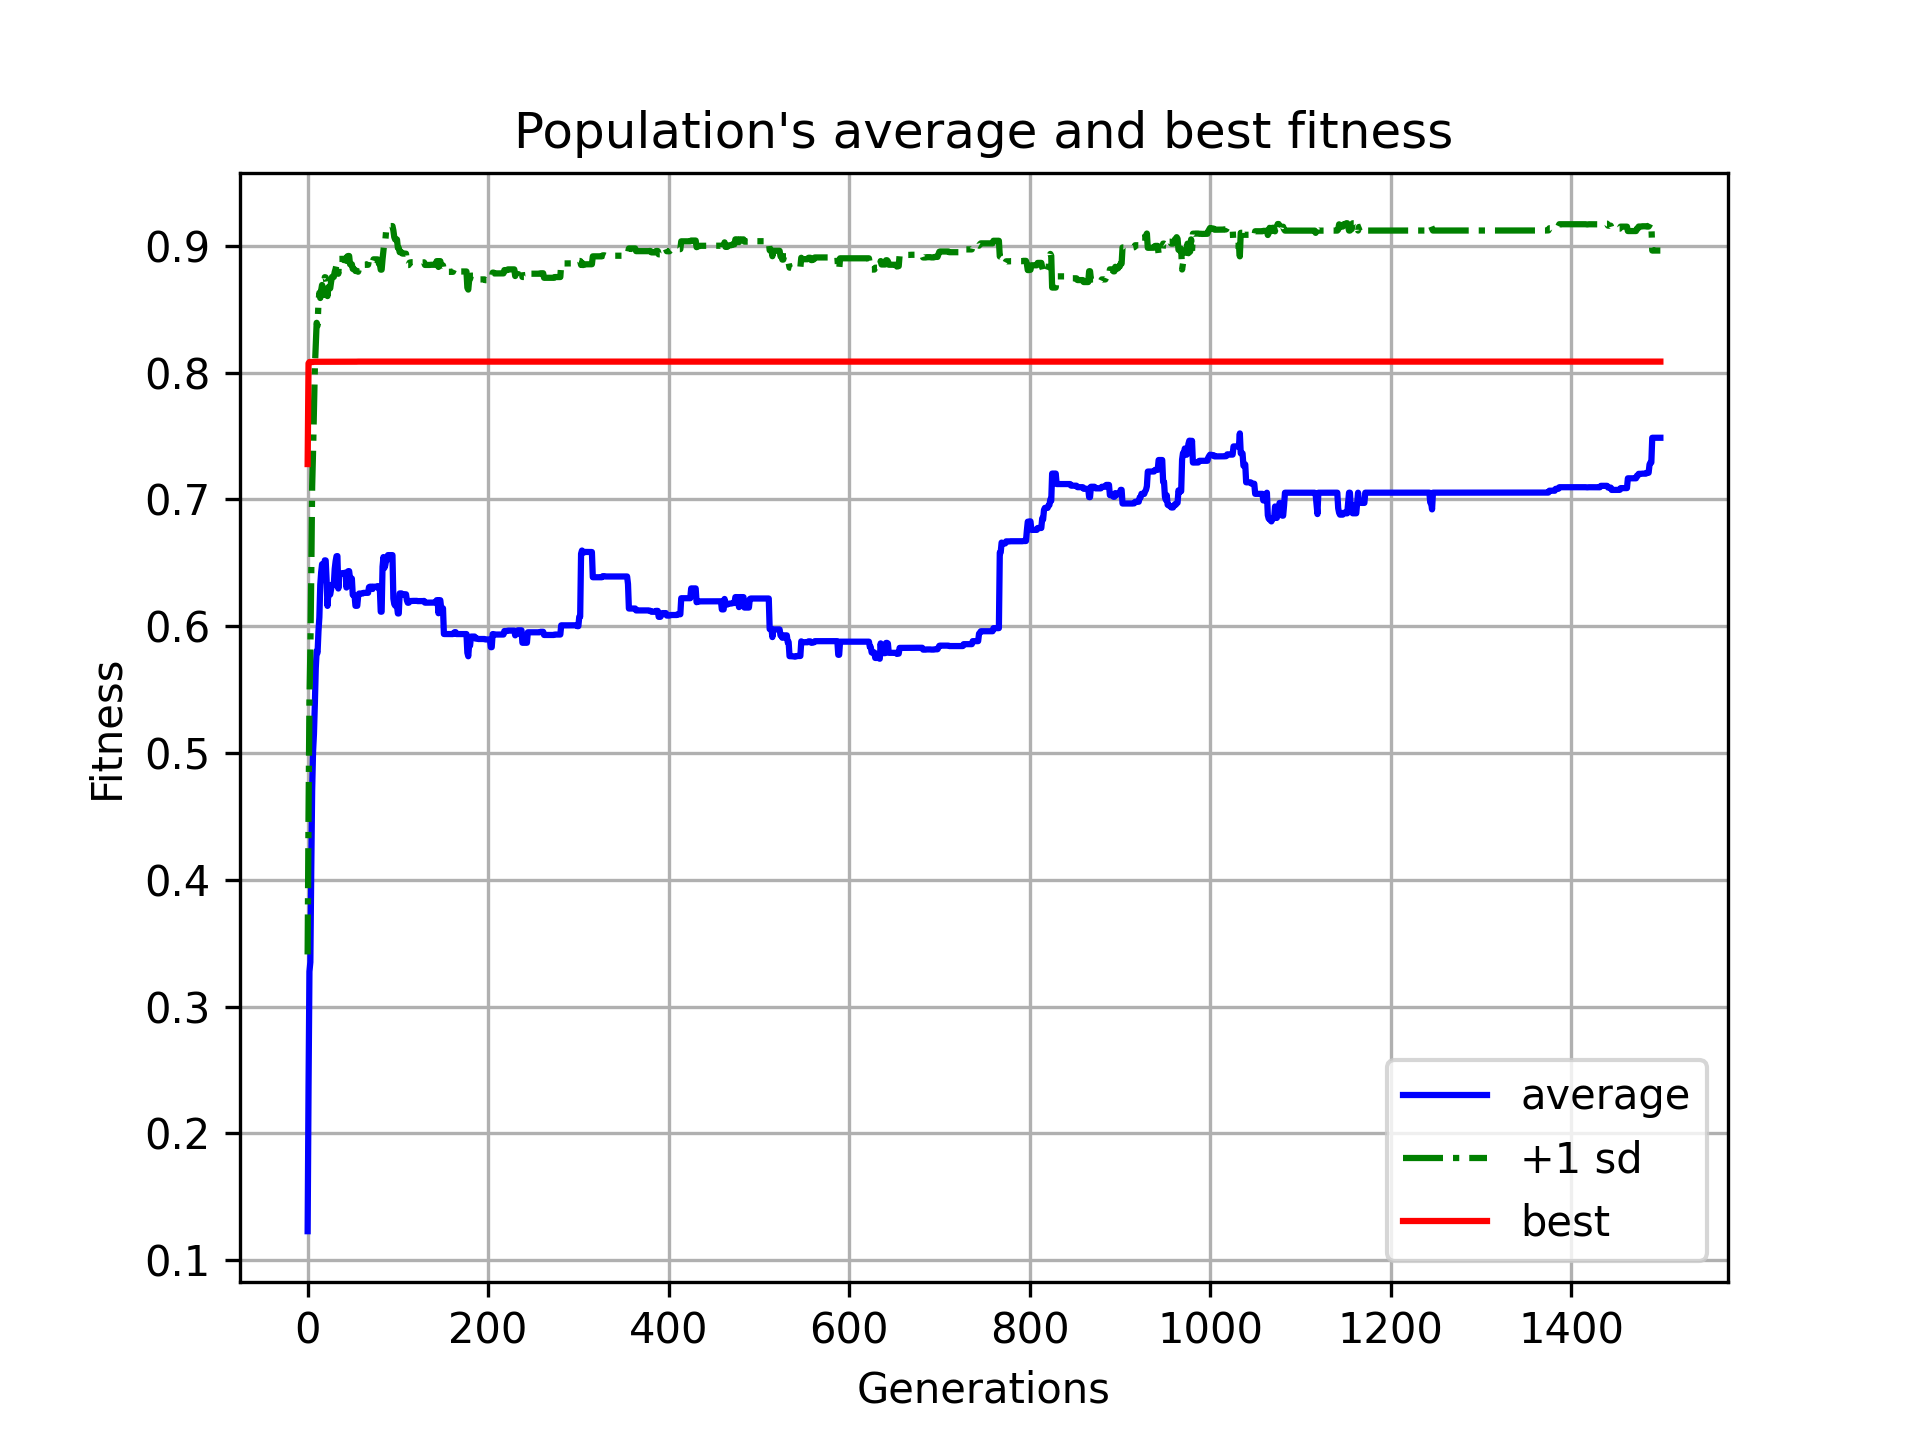 Population's average and best fitness
0.9
0.8
0.7
0.6
0.5
0.4
0.3
0.2
0.1
Fitness
average
+1 sd
best
0 200 400 600 800 1000 1200 1400
Generations